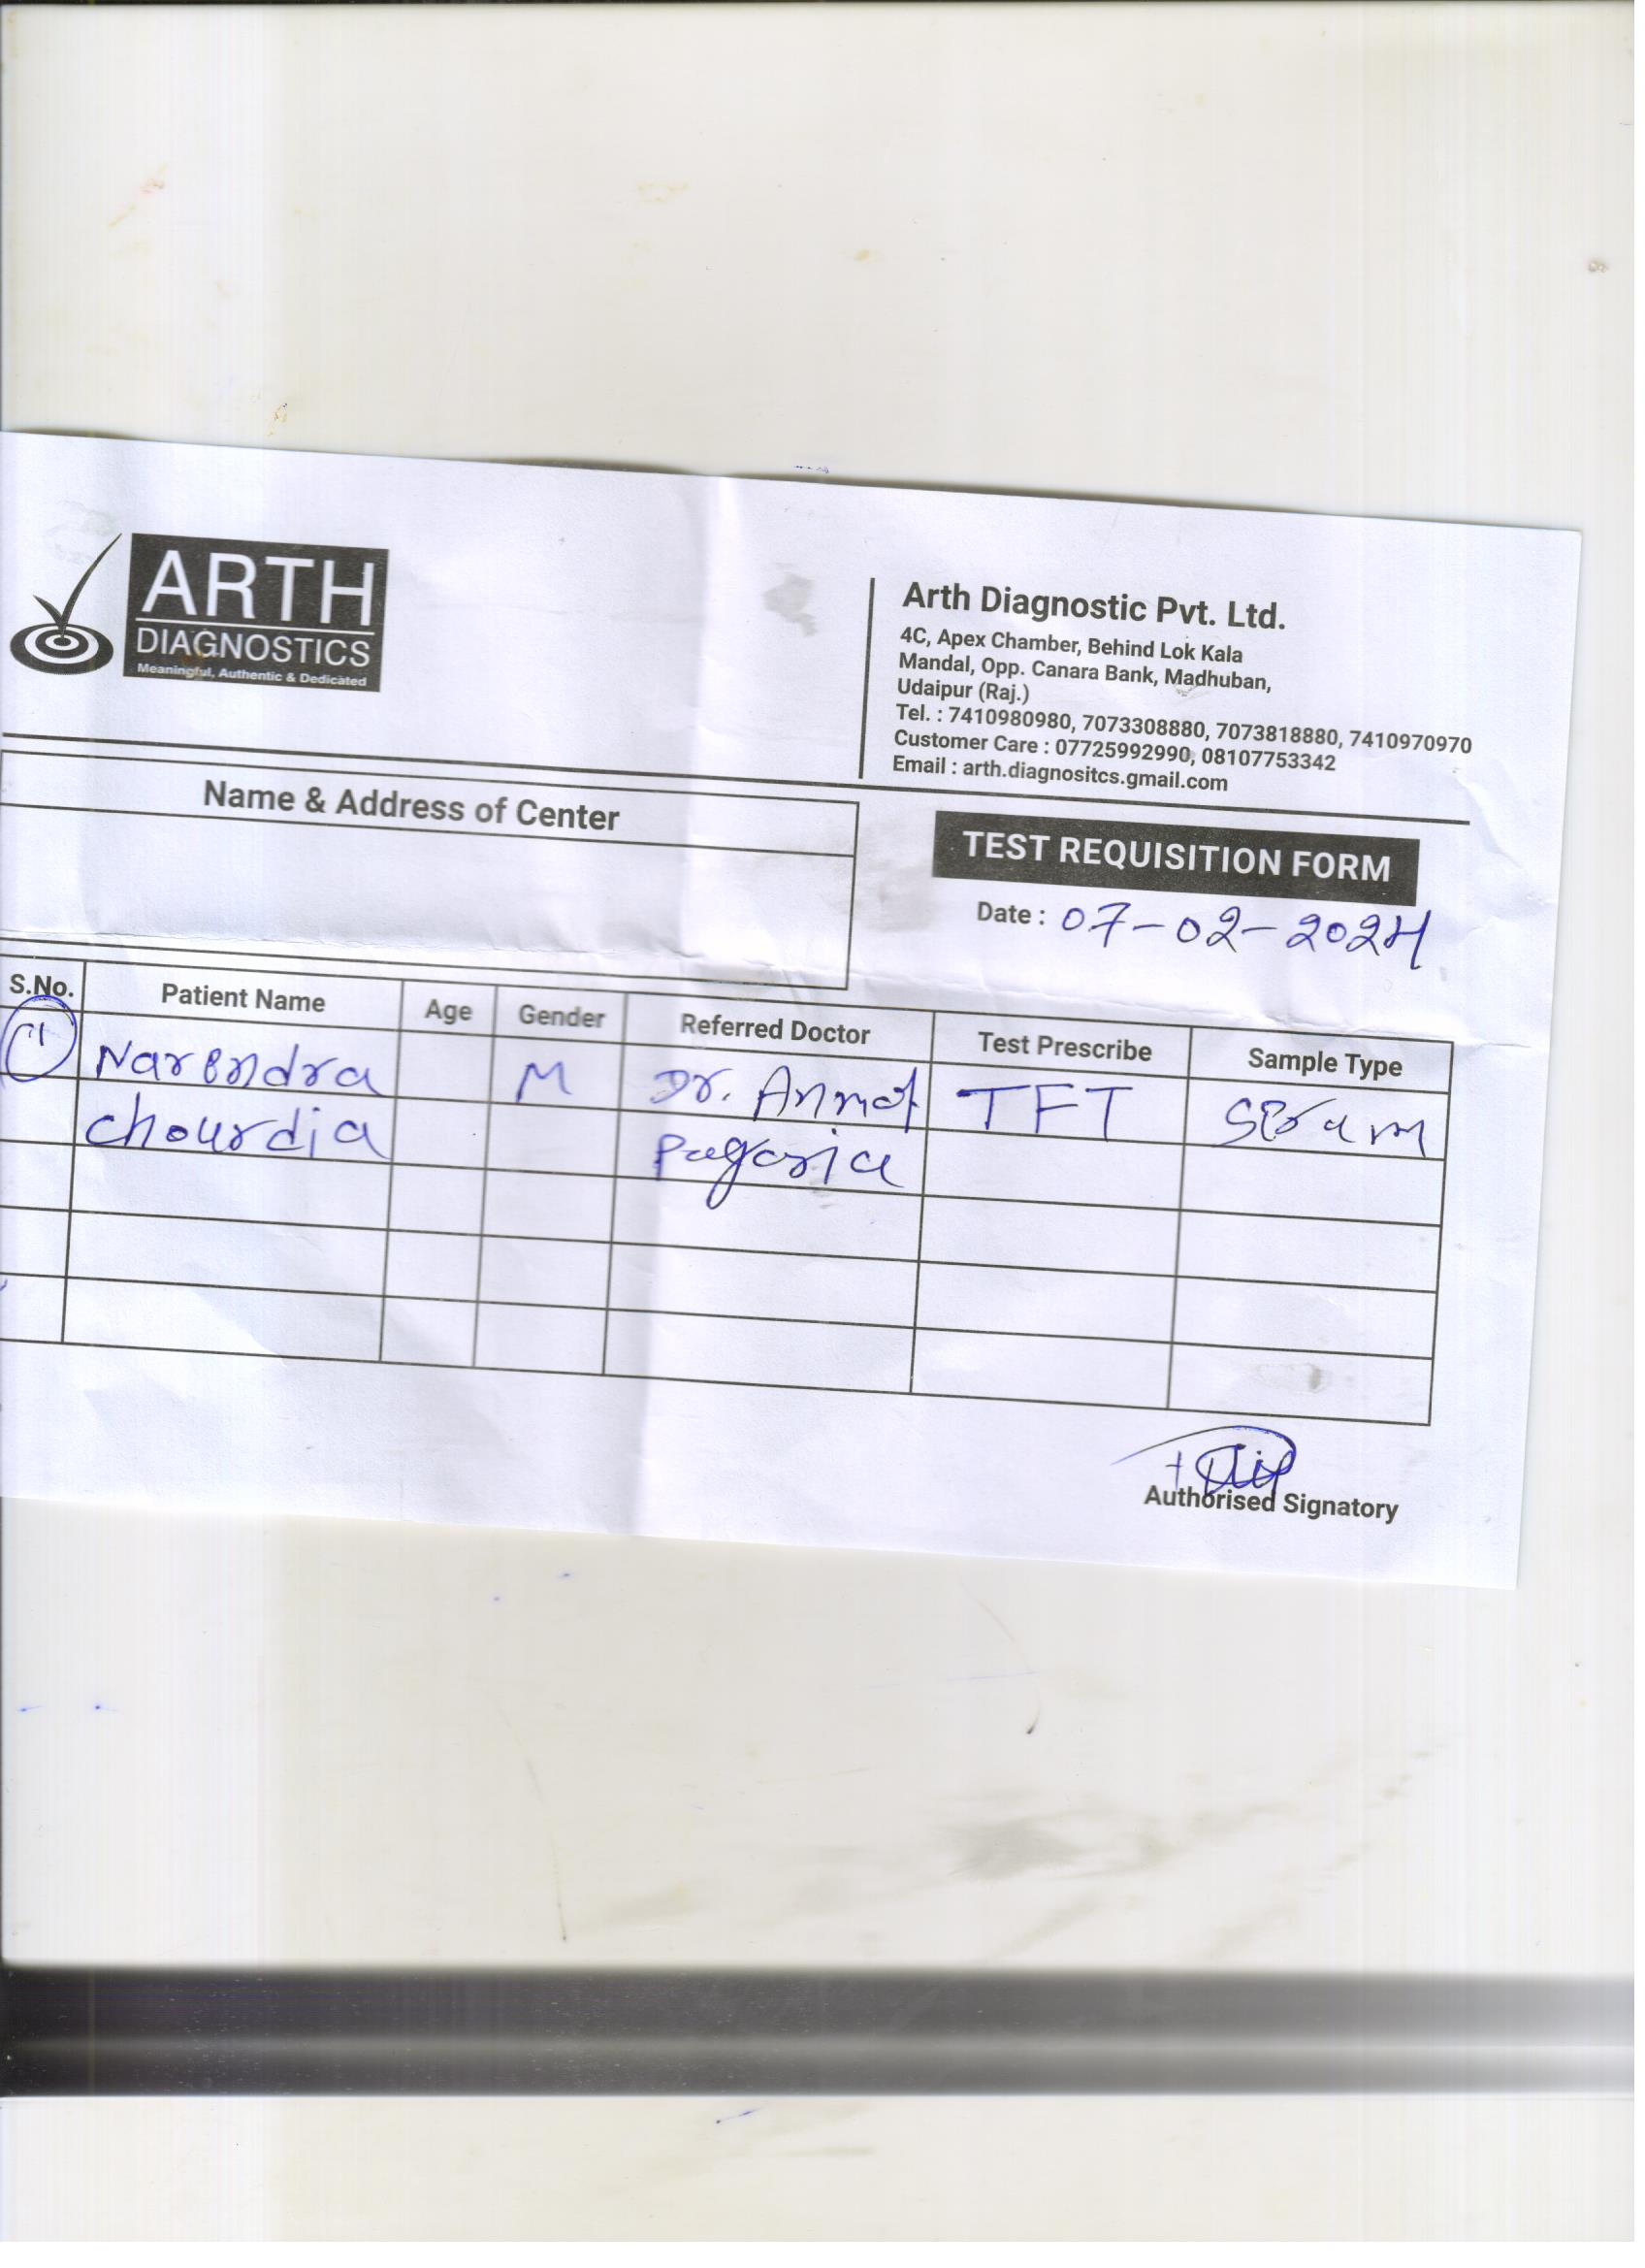 ARTH
DIAGNOSTICS
Meaningful, Authentic & Dedicated
Arth Diagnostic Pvt. Ltd.
4C, Apex Chamber, Behind Lok Kala
Mandal, Opp. Canara Bank, Madhuban,
Udaipur (Raj.)
Tel. : 7410980980, 7073308880, 7073818880, 7410970970
Customer Care : 07725992990, 08107753342
Email : arth.diagnositcs.gmail.com
Name & Address of Center
TEST REQUISITION FORM
Date : 07-02-2024
S.No. Patient Name Age Gender Referred Doctor Test Prescribe Sample Type
1 Narendra M Dr. Anmol TFT Seram
chourdia Pugaria
Authorised Signatory